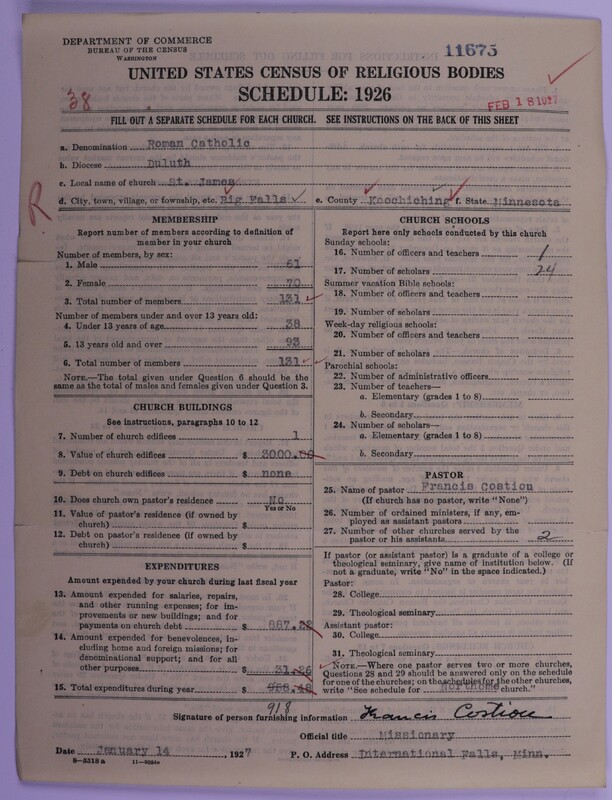 DEPARTMENT OF COMMERCE
BUREAU OF THE CENSUS
WASHINGTON
11675
UNITED STATES CENSUS OF RELIGIOUS BODIES
SCHEDULE: 1926
38
FEB 18 1927
FILL OUT A SEPARATE SCHEDULE FOR EACH CHURCH. SEE INSTRUCTIONS ON THE BACK OF THIS SHEET
a. Denomination Roman Catholic
b. Diocese Duluth
c. Local name of church St. James
d. City, town, village, or township, etc. Big Falls e. County Koochiching f. State Minnesota
R
MEMBERSHIP
Report number of members according to definition of member in your church
Number of members, by sex:
1. Male 61
2. Female 70
3. Total number of members 131
Number of members under and over 13 years old:
4. Under 13 years of age 38
5. 13 years old and over 93
6. Total number of members 131
NOTE.—The total given under Question 6 should be the same as the total of males and females given under Question 3.
CHURCH BUILDINGS
See instructions, paragraphs 10 to 12
7. Number of church edifices 1
8. Value of church edifices $ 3000.00
9. Debt on church edifices $ none
10. Does church own pastor's residence No
Yes or No
11. Value of pastor's residence (if owned by church) $
12. Debt on pastor's residence (if owned by church) $
EXPENDITURES
Amount expended by your church during last fiscal year
13. Amount expended for salaries, repairs, and other running expenses; for improvements or new buildings; and for payments on church debt $ 887.22
14. Amount expended for benevolences, including home and foreign missions; for denominational support; and for all other purposes $ 31.26
15. Total expenditures during year $
918
CHURCH SCHOOLS
Report here only schools conducted by this church
Sunday schools:
16. Number of officers and teachers 1
17. Number of scholars 24
Summer vacation Bible schools:
18. Number of officers and teachers
19. Number of scholars
Week-day religious schools:
20. Number of officers and teachers
21. Number of scholars
Parochial schools:
22. Number of administrative officers
23. Number of teachers—
a. Elementary (grades 1 to 8)
b. Secondary
24. Number of scholars—
a. Elementary (grades 1 to 8)
b. Secondary
PASTOR
25. Name of pastor Francis Costiou
(If church has no pastor, write "None")
26. Number of ordained ministers, if any, employed as assistant pastors
27. Number of other churches served by the pastor or his assistants 2
If pastor (or assistant pastor) is a graduate of a college or theological seminary, give name of institution below. (If not a graduate, write "No" in the space indicated.)
Pastor:
28. College
29. Theological seminary
Assistant pastor:
30. College
31. Theological seminary
NOTE.—Where one pastor serves two or more churches, Questions 28 and 29 should be answered only on the schedule for one of the churches; on the schedules for the other churches, write "See schedule for Northome church."
Signature of person furnishing information Francis Costiou
Official title Missionary
Date January 14, 1927 P. O. Address International Falls, Minn.
8—5318 a